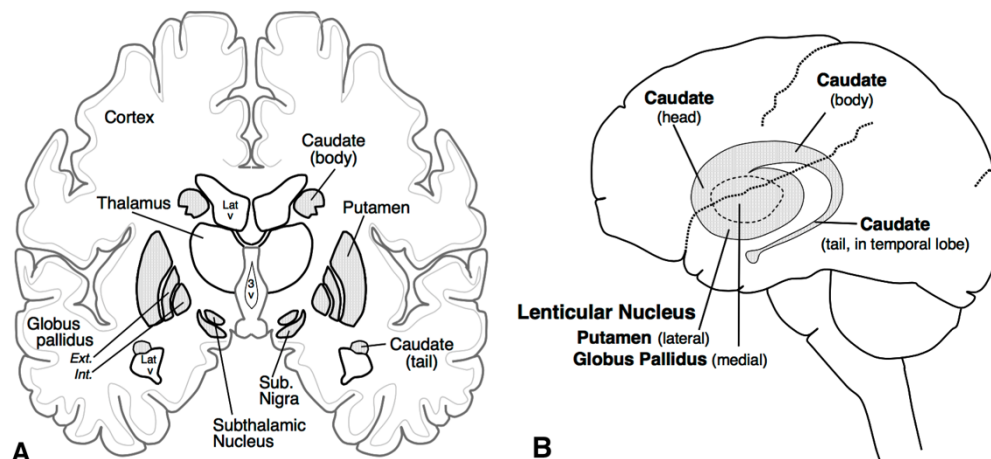 Cortex
Caudate
(body)
Lat
v
Thalamus
Putamen
3
v
Globus
pallidus
Ext.
Int.
Lat
v
Caudate
(tail)
Sub.
Nigra
Subthalamic
Nucleus
A
Caudate
(head)
Caudate
(body)
Caudate
(tail, in temporal lobe)
Lenticular Nucleus
Putamen (lateral)
Globus Pallidus (medial)
B